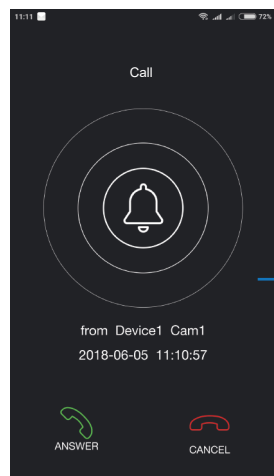 11:11 72%
Call
from Device1 Cam1
2018-06-05 11:10:57
ANSWER CANCEL